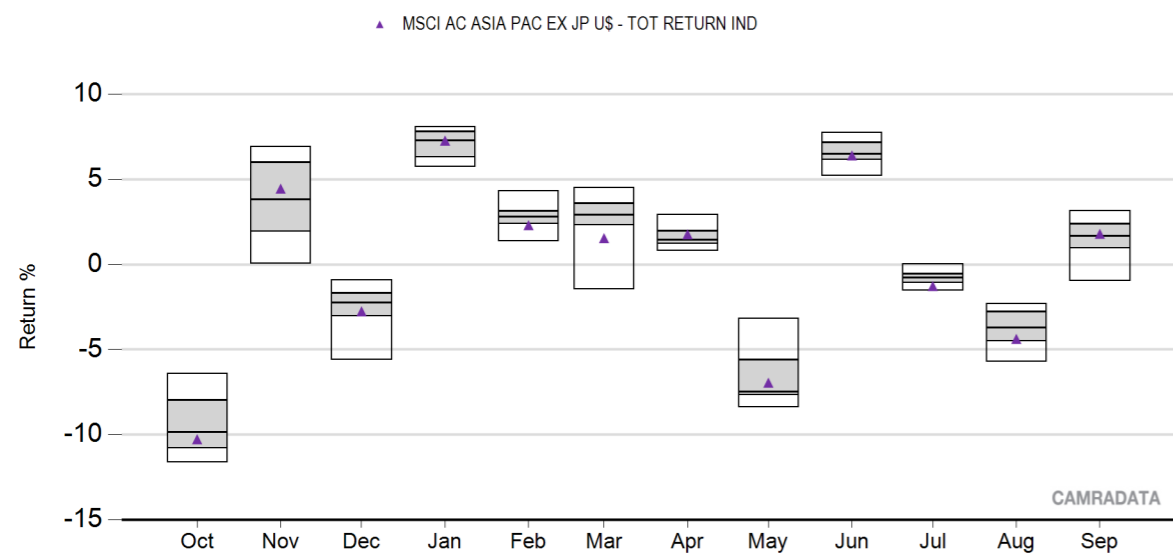 MSCI AC ASIA PAC EX JP U$ - TOT RETURN IND
10
5
0
-5
-10
-15
Return %
CAMRADATA
Oct Nov Dec Jan Feb Mar Apr May Jun Jul Aug Sep